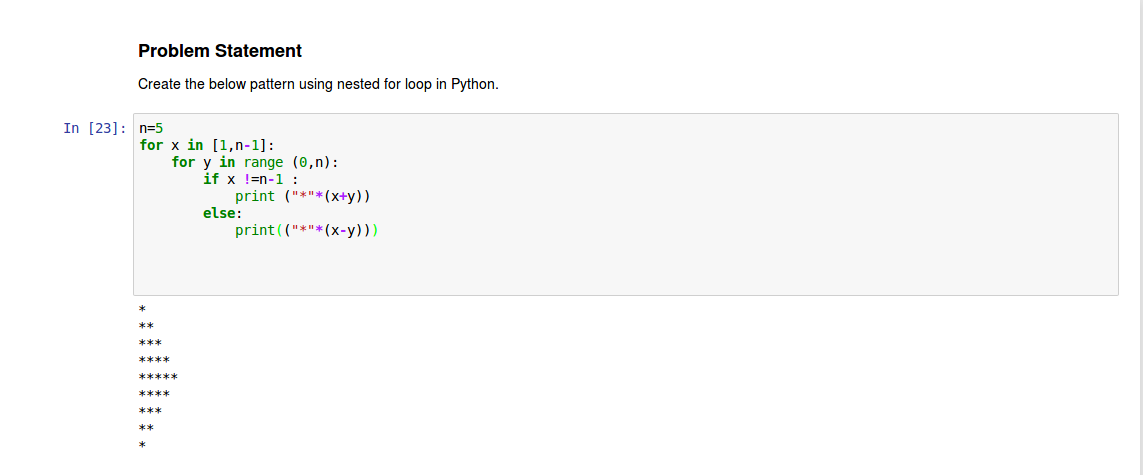 Problem Statement
Create the below pattern using nested for loop in Python.
In [23]:
n=5
for x in [1,n-1]:
    for y in range (0,n):
        if x !=n-1 :
            print ("*"*(x+y))
        else:
            print(("*"*(x-y)))
*
**
***
****
*****
****
***
**
*